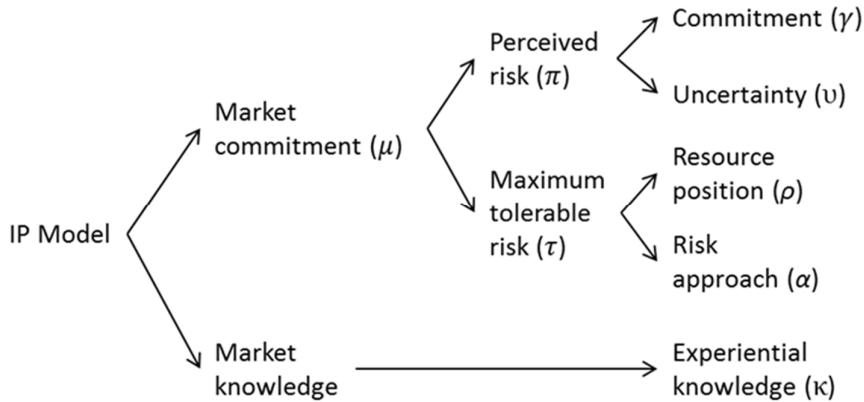 IP Model
Market
commitment (μ)
Market
knowledge
Perceived
risk (π)
Maximum
tolerable
risk (τ)
Commitment (γ)
Uncertainty (υ)
Resource
position (ρ)
Risk
approach (α)
Experiential
knowledge (κ)